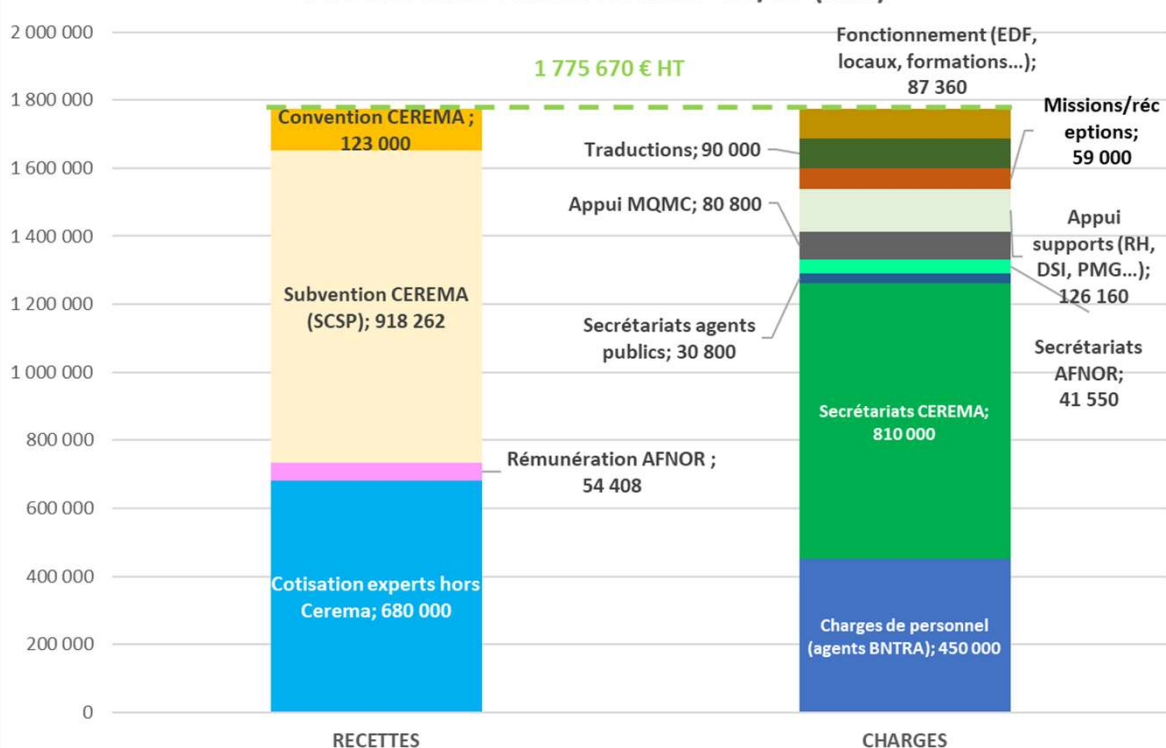 2 000 000
1 800 000
1 600 000
1 400 000
1 200 000
1 000 000
800 000
600 000
400 000
200 000
0
1 775 670 € HT
Convention CEREMA ;
123 000
Subvention CEREMA
(SCSP); 918 262
Rémunération AFNOR ;
54 408
Cotisation experts hors
Cerema; 680 000
RECETTES
Fonctionnement (EDF,
locaux, formations...);
87 360
Missions/réc
eptions;
59 000
Traductions; 90 000
Appui MQMC; 80 800
Appui
supports (RH,
DSI, PMG...);
126 160
Secrétariats agents
publics; 30 800
Secrétariats
AFNOR;
41 550
Secrétariats CEREMA;
810 000
Charges de personnel
(agents BNTRA); 450 000
CHARGES